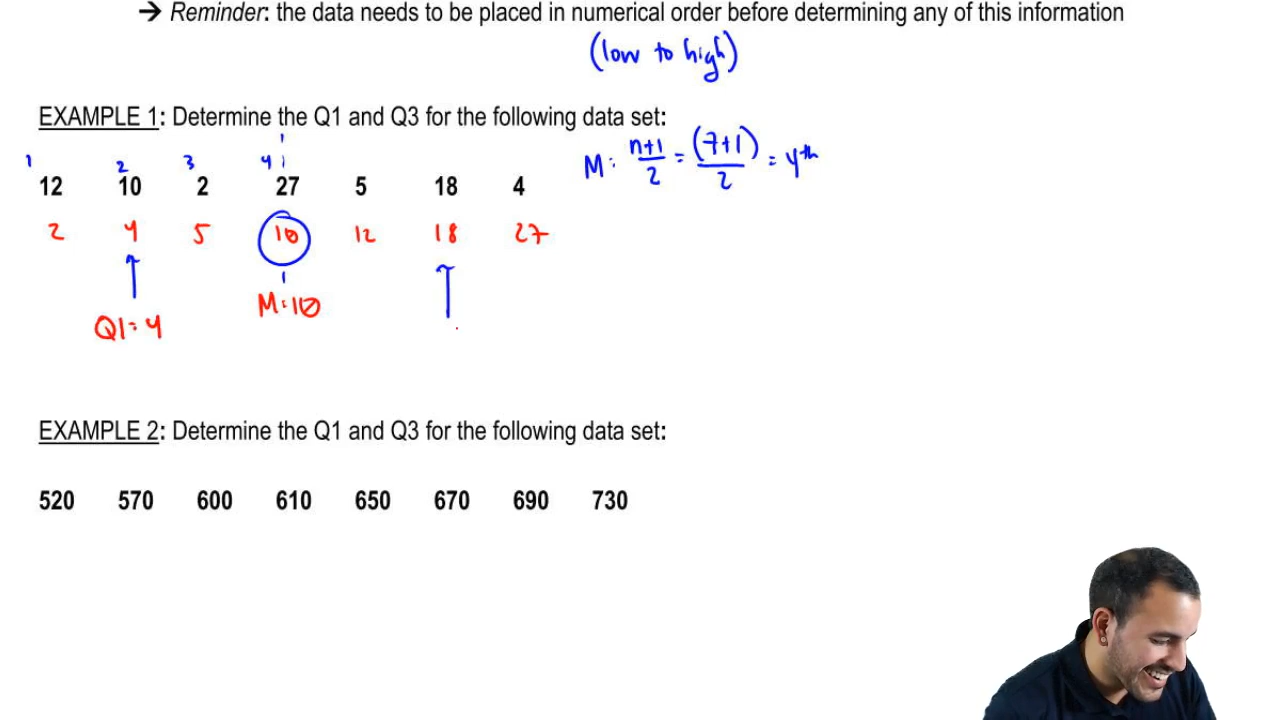 → Reminder: the data needs to be placed in numerical order before determining any of this information
(low to high)
EXAMPLE 1: Determine the Q1 and Q3 for the following data set:
M: n+1/2 = (7+1)/2 = 4th
1 2 3 4
12 10 2 27 5 18 4
2 4 5 10 12 18 27
M:10
Q1=4
EXAMPLE 2: Determine the Q1 and Q3 for the following data set:
520 570 600 610 650 670 690 730